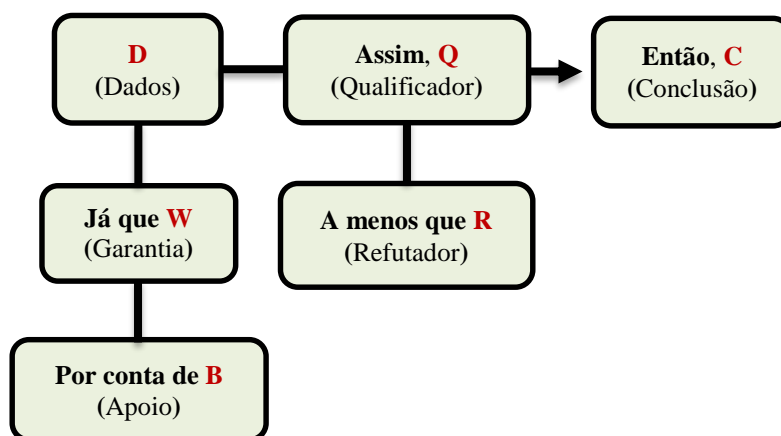 D
(Dados)
Assim, Q
(Qualificador)
Então, C
(Conclusão)
Já que W
(Garantia)
A menos que R
(Refutador)
Por conta de B
(Apoio)